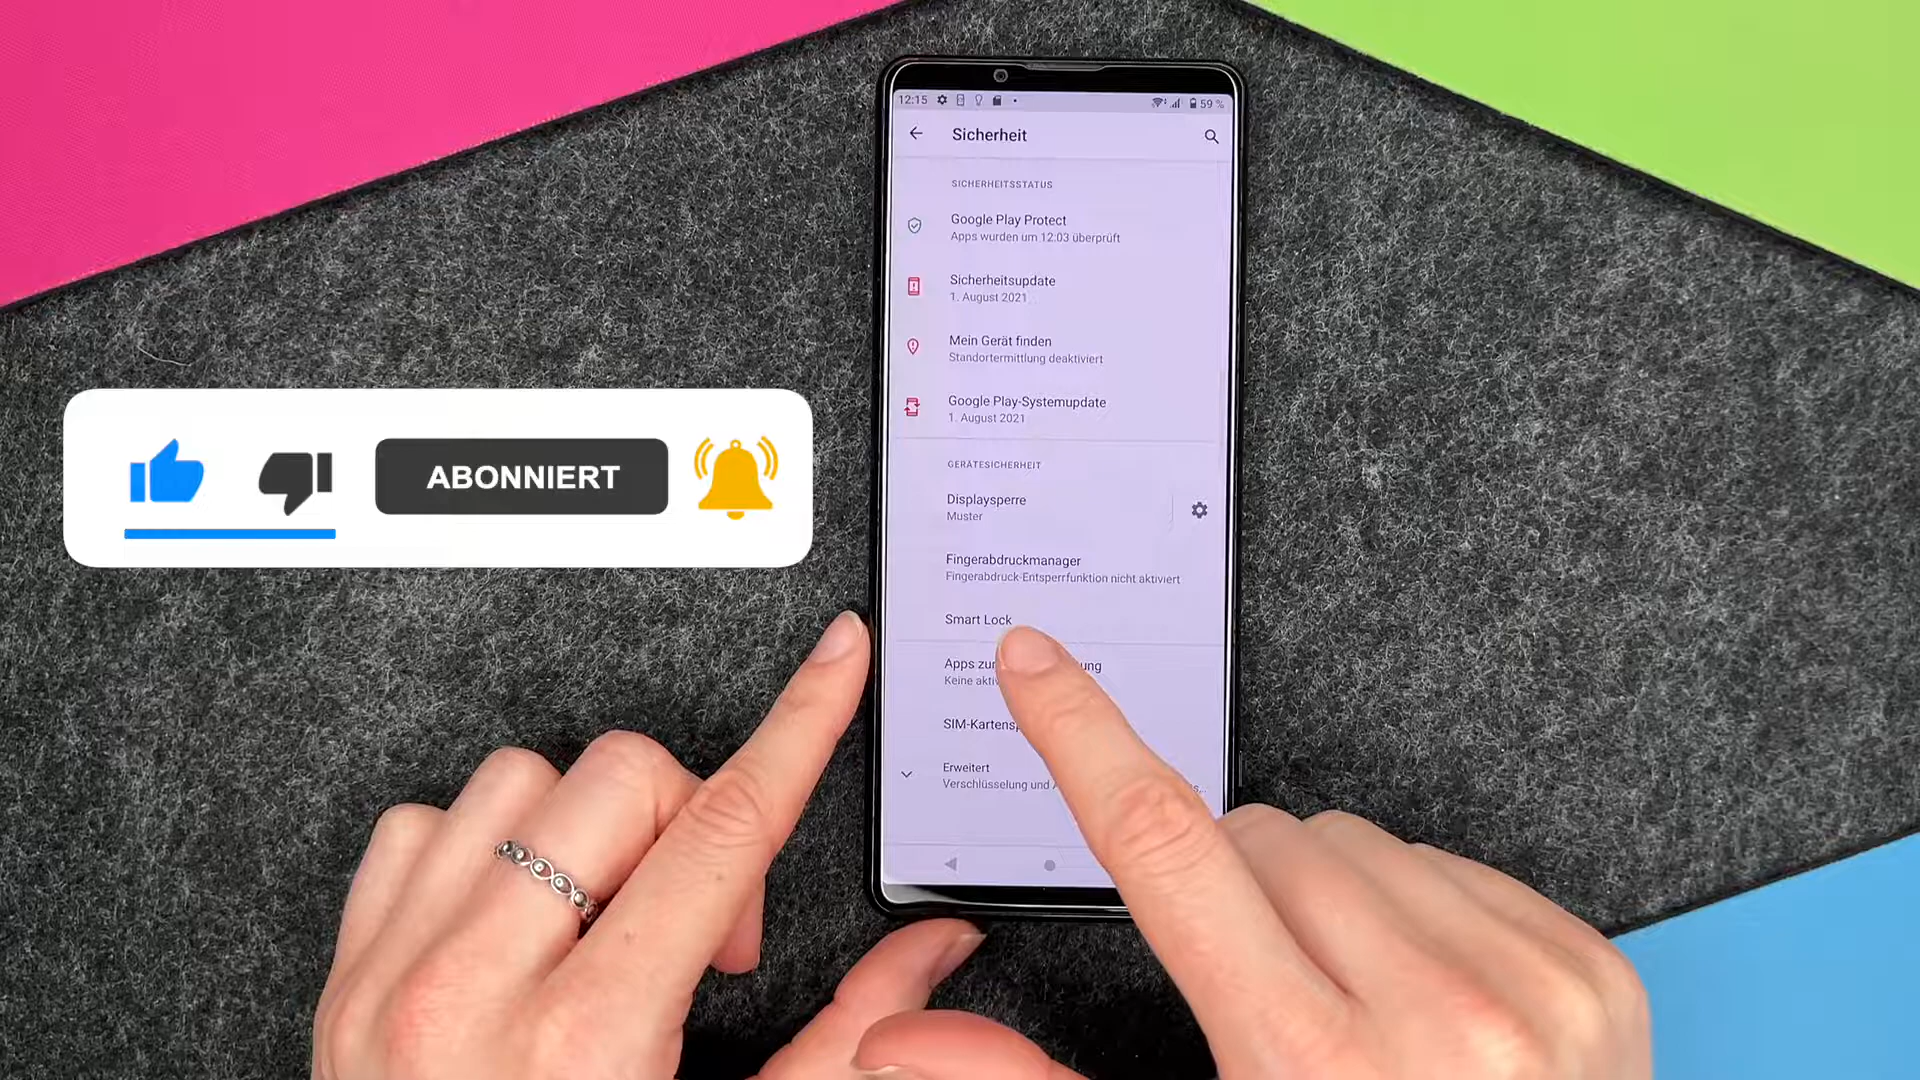 12:15
59 %
Sicherheit
SICHERHEITSSTATUS
Google Play Protect
Apps wurden um 12:03 überprüft
Sicherheitsupdate
1. August 2021
Mein Gerät finden
Standortermittlung deaktiviert
Google Play-Systemupdate
1. August 2021
GERÄTESICHERHEIT
Displaysperre
Muster
Fingerabdruckmanager
Fingerabdruck-Entsperrfunktion nicht aktiviert
Smart Lock
Apps zur
Keine
Erweitert
Verschlüsselung und
ABONNIERT